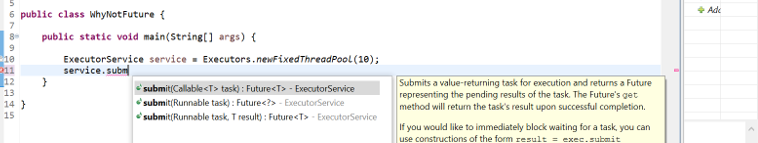 5
6 public class WhyNotFuture {
7
8 public static void main(String[] args) {
9
10 ExecutorService service = Executors.newFixedThreadPool(10);
11 service.subm
12 }
13
14 }
15
submit(Callable<T> task) : Future<T> - ExecutorService
submit(Runnable task) : Future<?> - ExecutorService
submit(Runnable task, T result) : Future<T> - ExecutorService
Submits a value-returning task for execution and returns a Future
representing the pending results of the task. The Future's get
method will return the task's result upon successful completion.
If you would like to immediately block waiting for a task, you can
use constructions of the form result = exec.submit